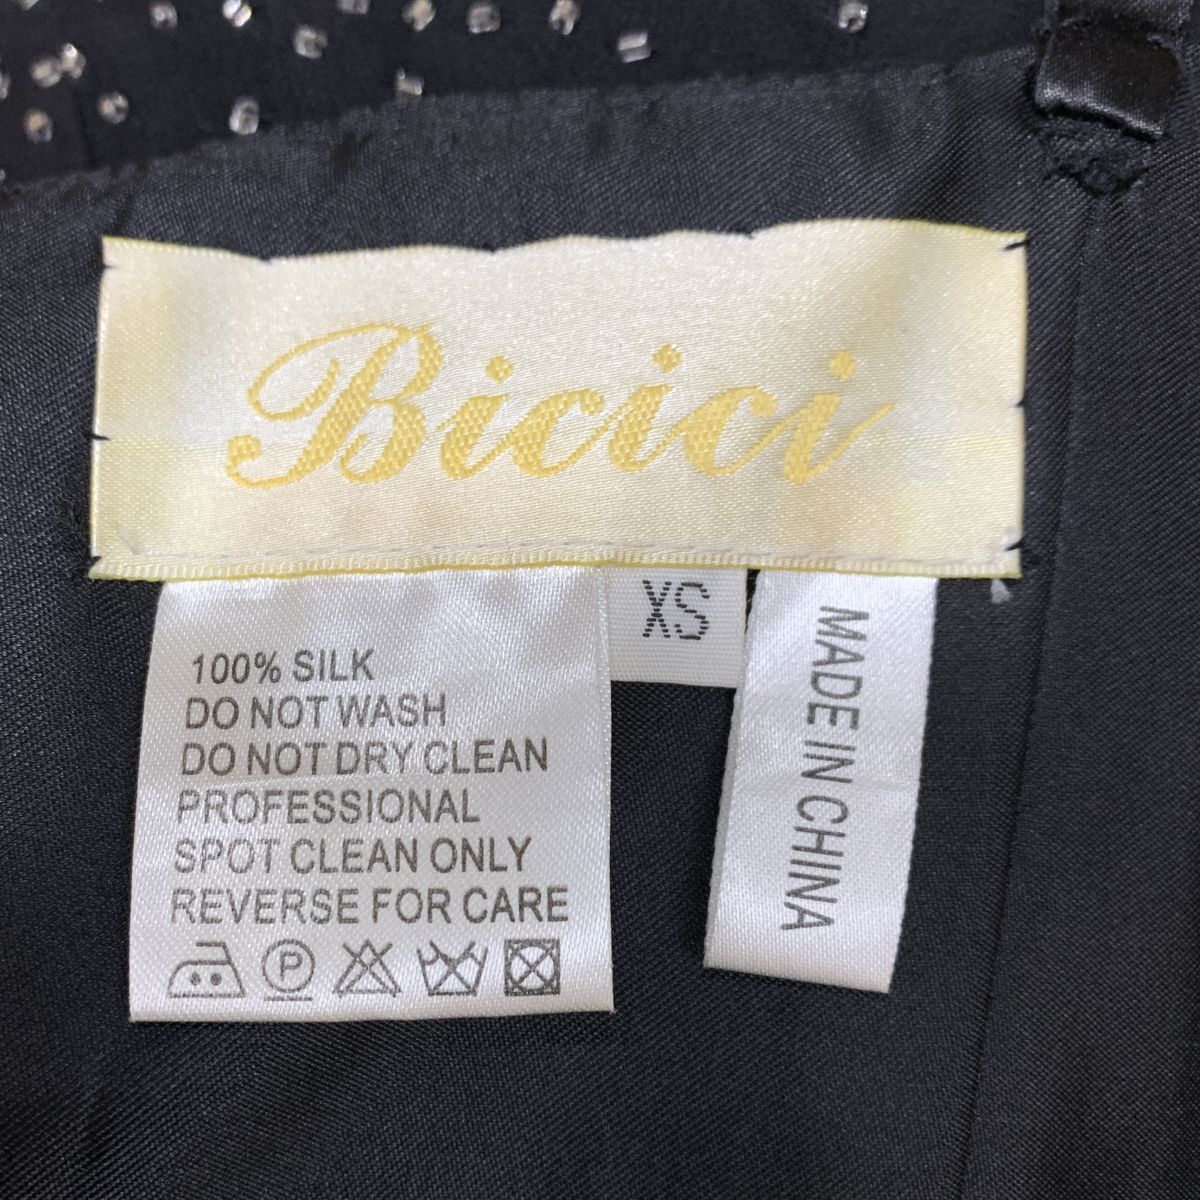 Bicici
XS
100% SILK
DO NOT WASH
DO NOT DRY CLEAN
PROFESSIONAL
SPOT CLEAN ONLY
REVERSE FOR CARE
P
MADE IN CHINA